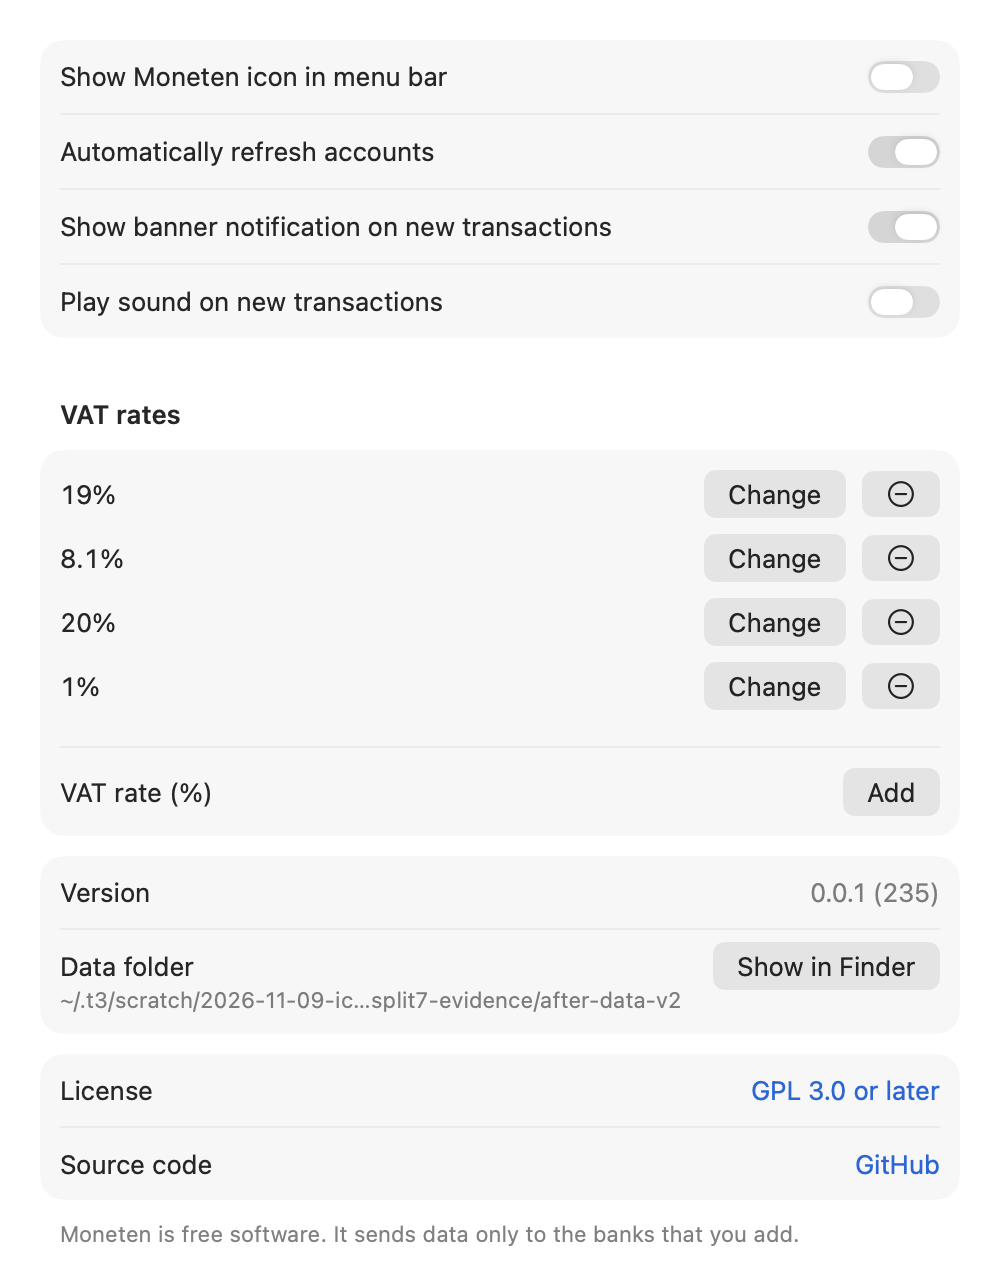 Show Moneten icon in menu bar
Automatically refresh accounts
Show banner notification on new transactions
Play sound on new transactions
VAT rates
19% Change
8.1% Change
20% Change
1% Change
VAT rate (%) Add
Version 0.0.1 (235)
Data folder Show in Finder
~/.t3/scratch/2026-11-09-ic...split7-evidence/after-data-v2
License GPL 3.0 or later
Source code GitHub
Moneten is free software. It sends data only to the banks that you add.